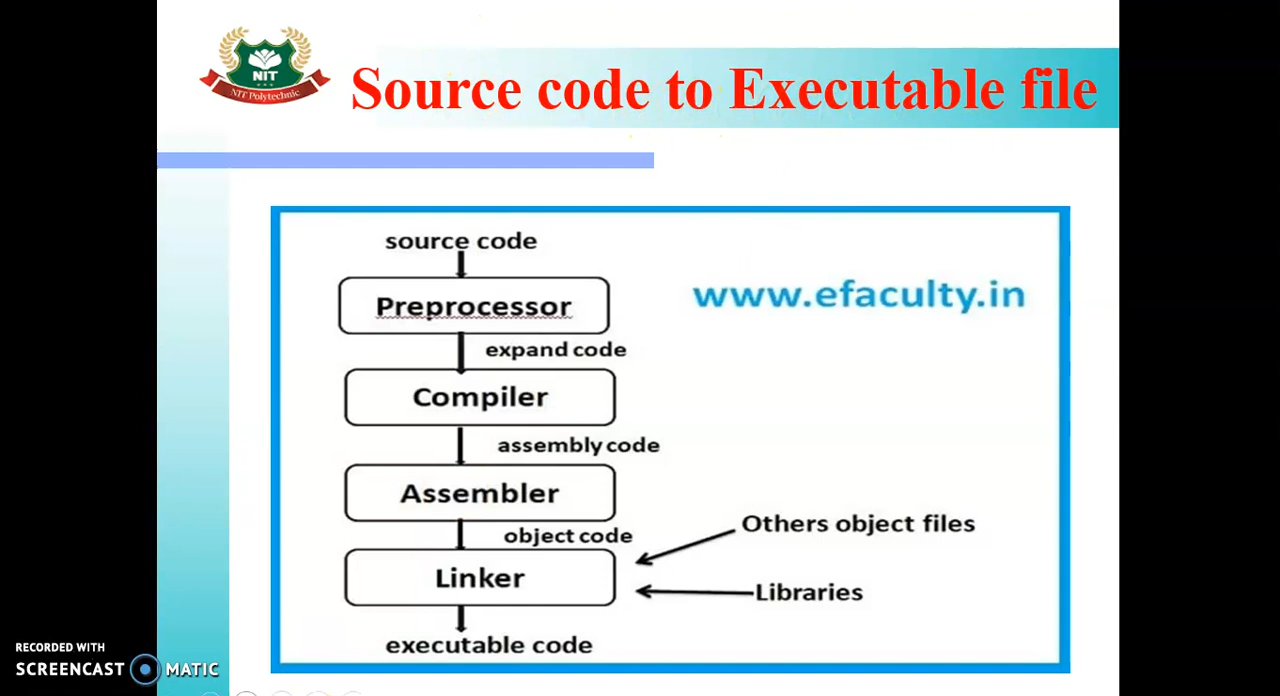 NIT
NIT Polytechnic
Source code to Executable file
source code
www.efaculty.in
Preprocessor
expand code
Compiler
assembly code
Assembler
Others object files
object code
Linker
Libraries
executable code
RECORDED WITH
SCREENCAST MATIC